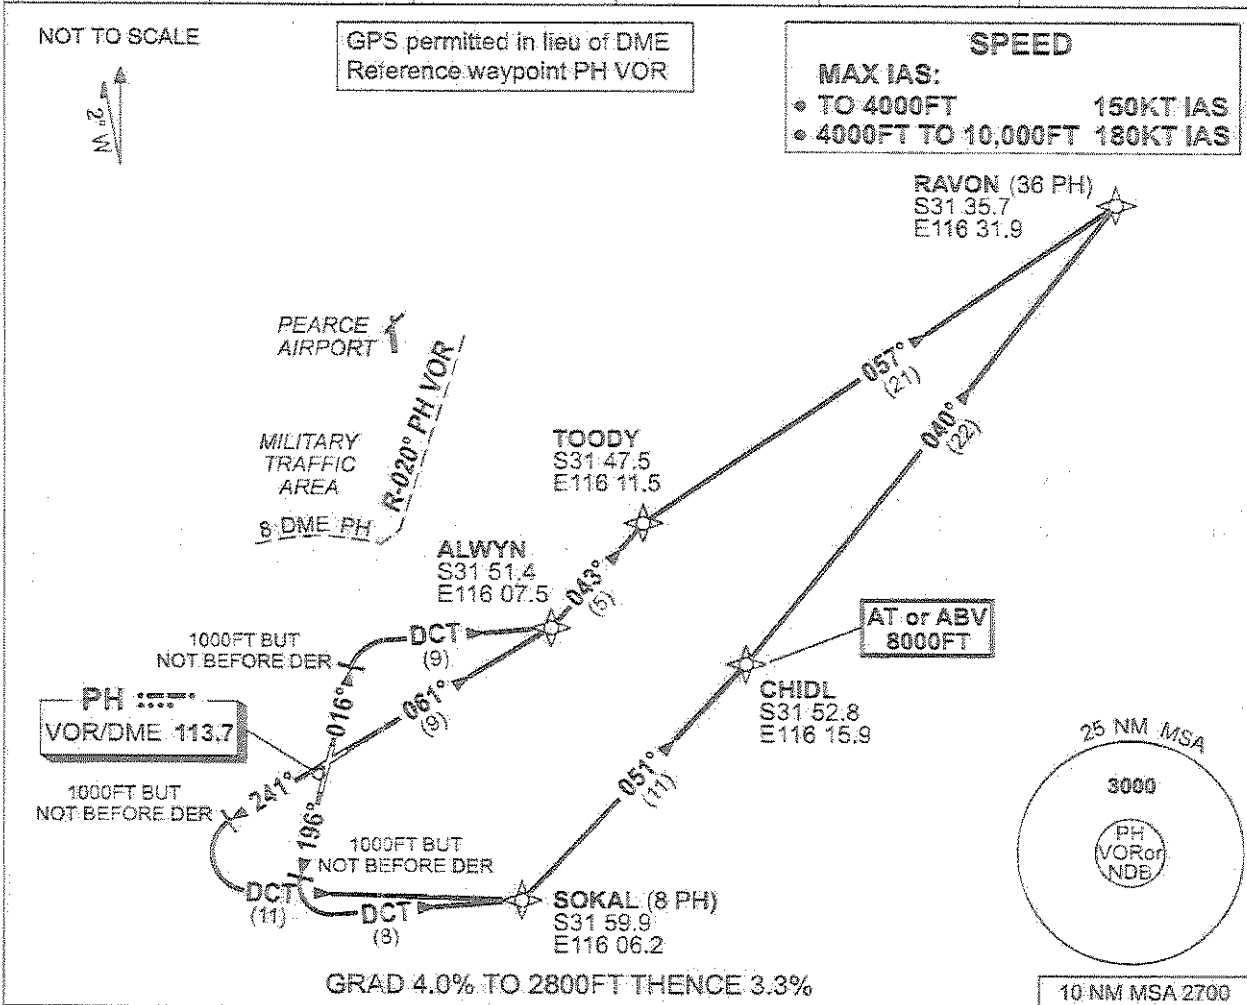 NOT TO SCALE
2° W
GPS permitted in lieu of DME
Reference waypoint PH VOR
SPEED
MAX IAS:
• TO 4000FT 150KT IAS
• 4000FT TO 10,000FT 180KT IAS
RAVON (36 PH)
S31 35.7
E116 31.9
PEARCE
AIRPORT
R-020° PH VOR
MILITARY
TRAFFIC
AREA
8 DME PH
057°
(21)
040°
(22)
TOODY
S31 47.5
E116 11.5
ALWYN
S31 51.4
E116 07.5
043°
(5)
AT or ABV
8000FT
1000FT BUT
NOT BEFORE DER
DCT
(9)
CHIDL
S31 52.8
E116 15.9
PH
VOR/DME 113.7
016°
061°
(9)
1000FT BUT
NOT BEFORE DER
241°
196°
051°
(11)
1000FT BUT
NOT BEFORE DER
DCT
(11)
DCT
(8)
SOKAL (8 PH)
S31 59.9
E116 06.2
25 NM MSA
3000
PH
VORor
NDB
GRAD 4.0% TO 2800FT THENCE 3.3%
10 NM MSA 2700